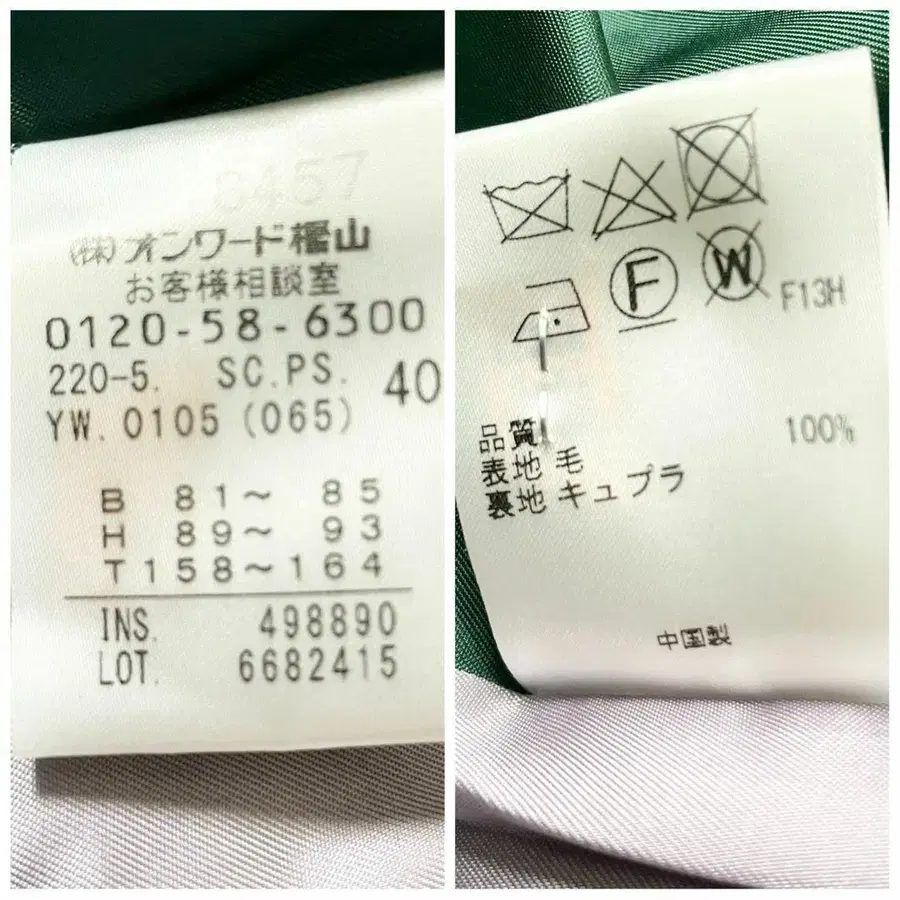 8457
(株)オンワード樫山
お客様相談室
0120-58-6300
220-5. SC.PS. 40
YW.0105(065)
B 81~ 85
H 89~ 93
T158~164
INS. 498890
LOT. 6682415
F
W
F13H
品質
表地 毛 100%
裏地 キュプラ
中国製